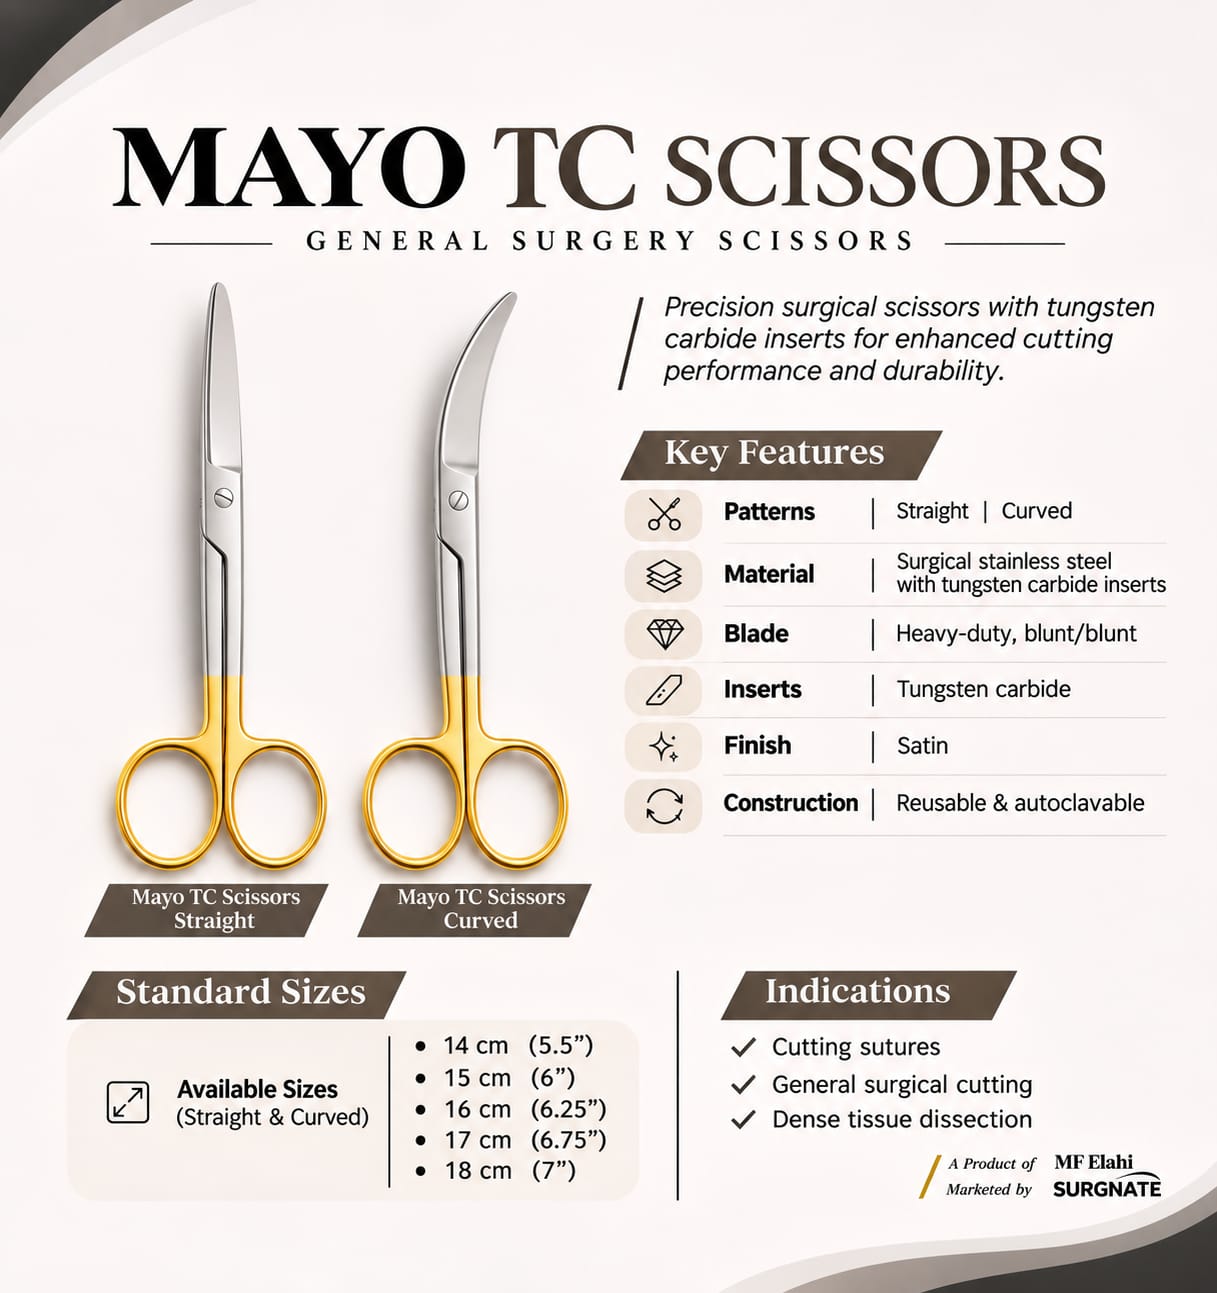 MAYO TC SCISSORS
GENERAL SURGERY SCISSORS
Precision surgical scissors with tungsten
carbide inserts for enhanced cutting
performance and durability.
Key Features
Patterns | Straight | Curved
Material | Surgical stainless steel
with tungsten carbide inserts
Blade | Heavy-duty, blunt/blunt
Inserts | Tungsten carbide
Finish | Satin
Construction | Reusable & autoclavable
Mayo TC Scissors
Straight
Mayo TC Scissors
Curved
Standard Sizes
Available Sizes
(Straight & Curved)
• 14 cm (5.5”)
• 15 cm (6”)
• 16 cm (6.25”)
• 17 cm (6.75”)
• 18 cm (7”)
Indications
✓ Cutting sutures
✓ General surgical cutting
✓ Dense tissue dissection
A Product of MF Elahi
Marketed by SURGNATE